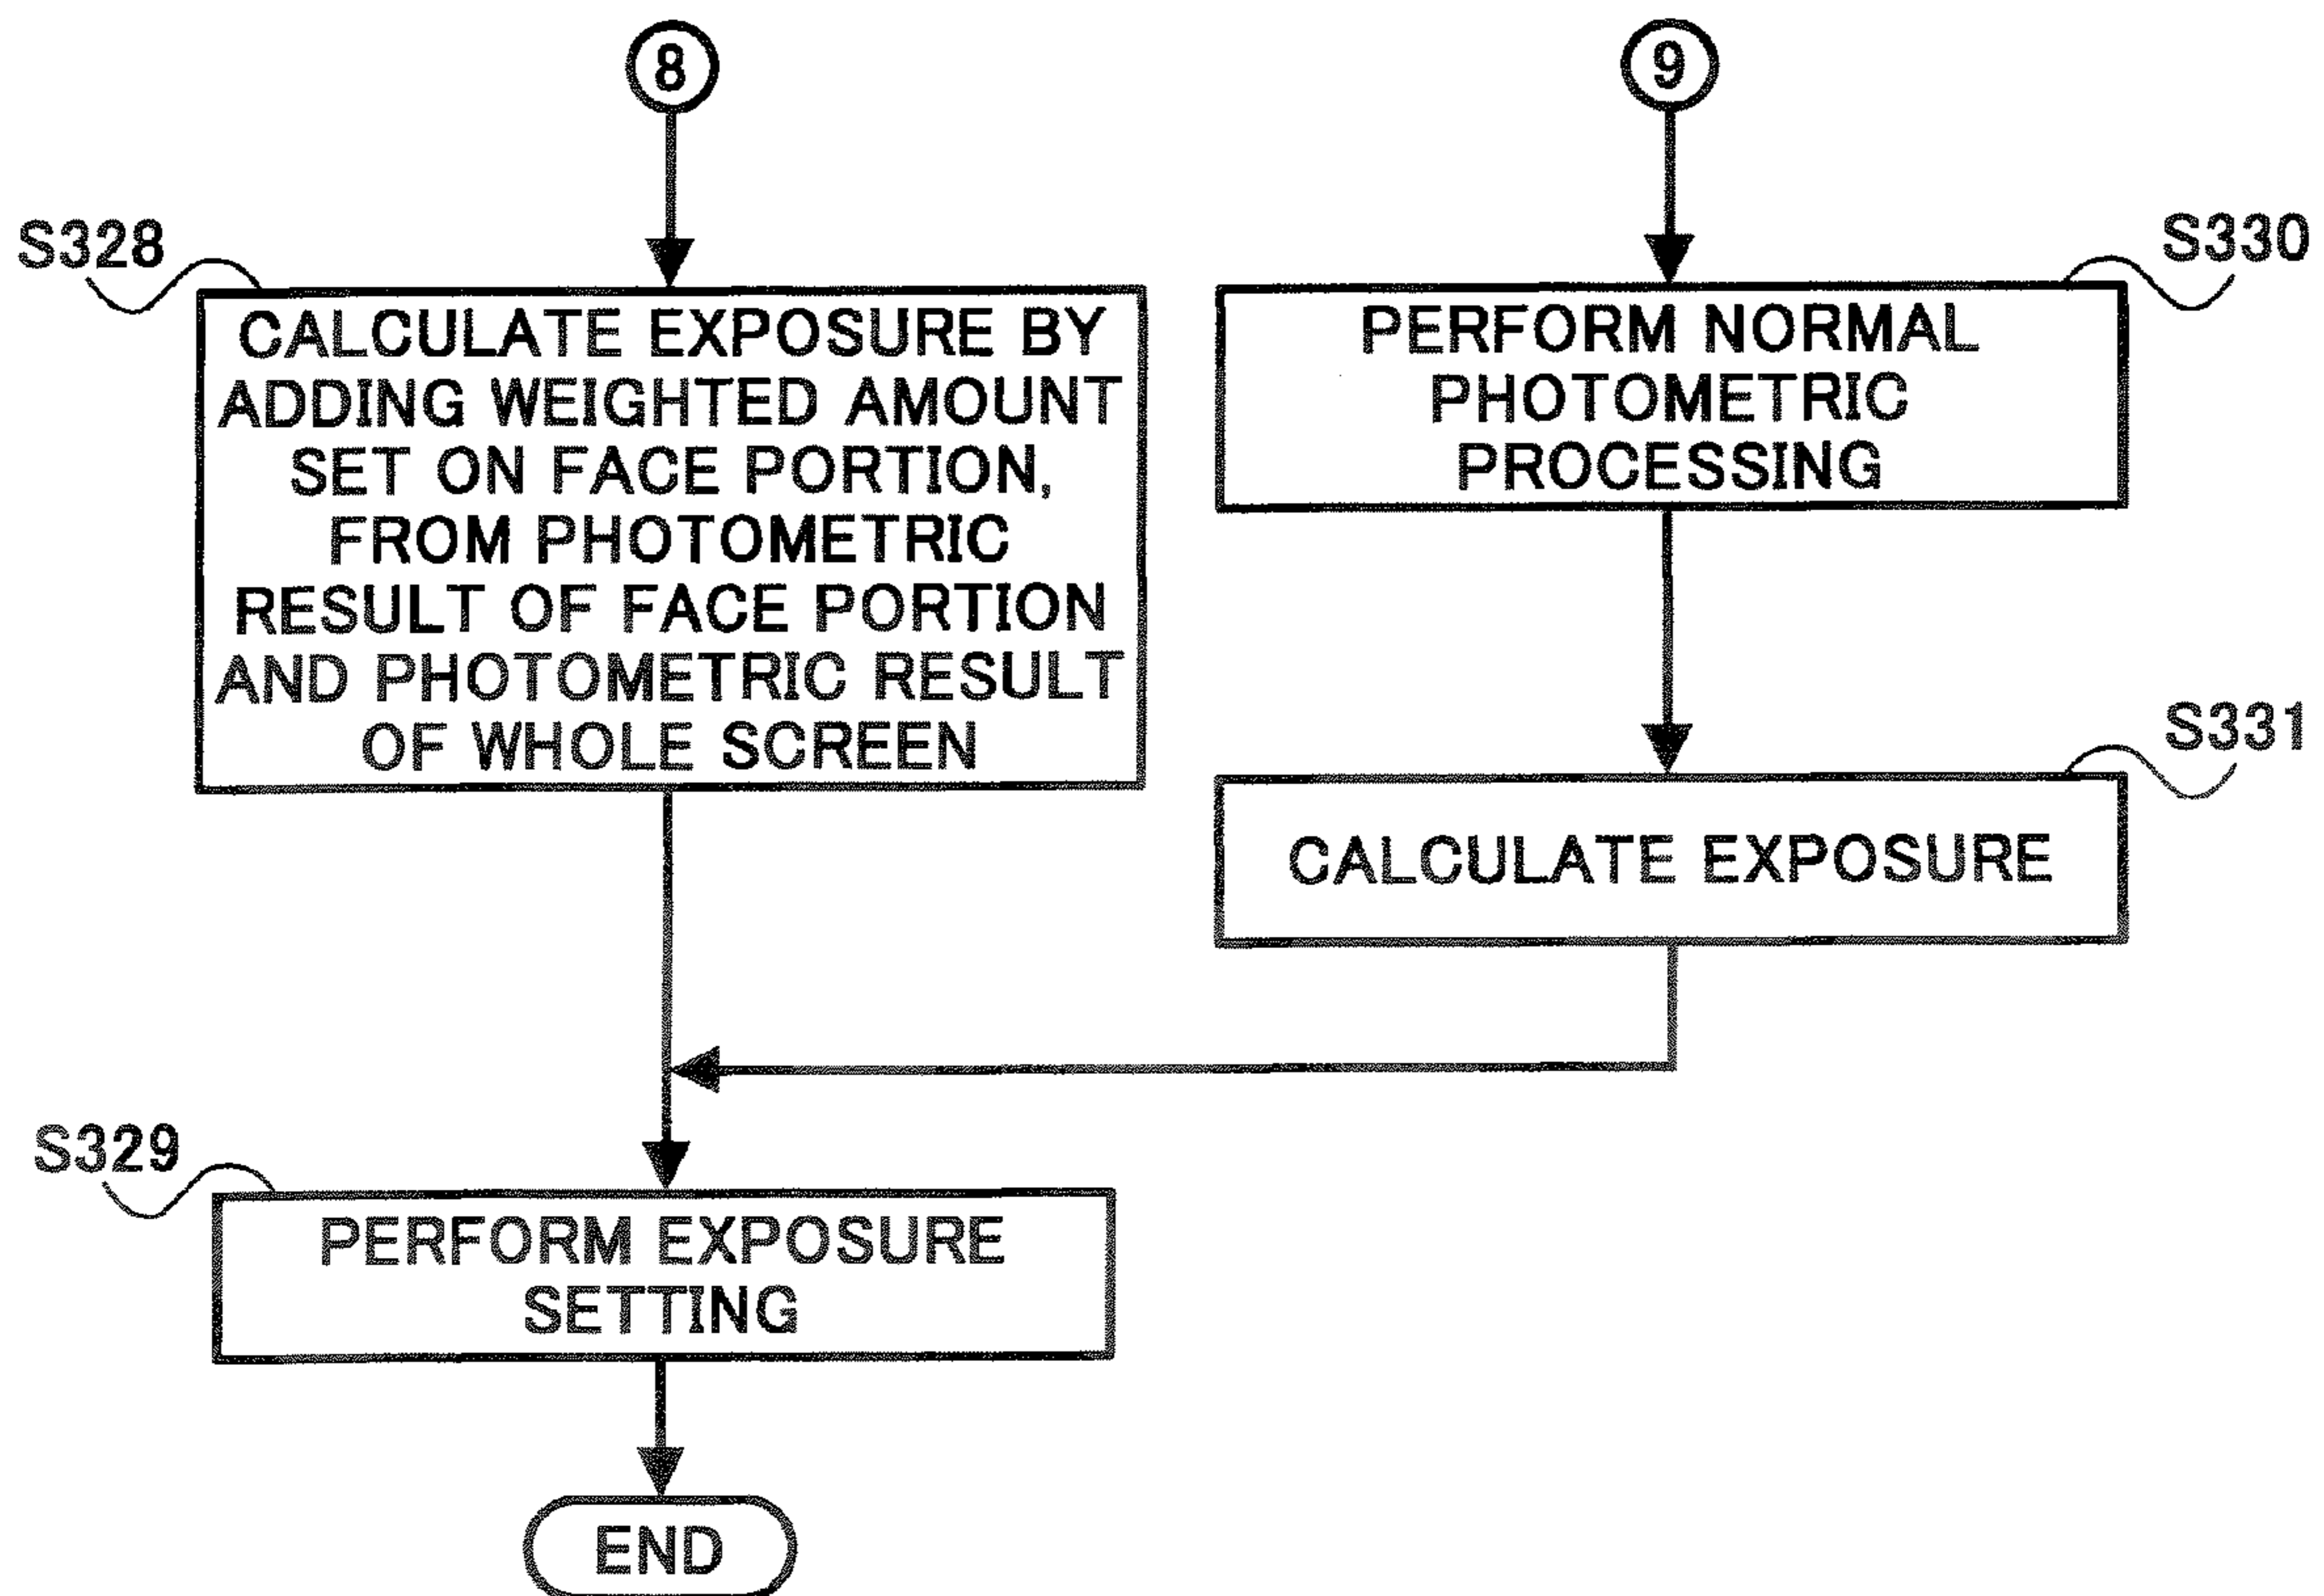 8
S328
CALCULATE EXPOSURE BY
ADDING WEIGHTED AMOUNT
SET ON FACE PORTION,
FROM PHOTOMETRIC
RESULT OF FACE PORTION
AND PHOTOMETRIC RESULT
OF WHOLE SCREEN
9
S330
PERFORM NORMAL
PHOTOMETRIC
PROCESSING
S331
CALCULATE EXPOSURE
S329
PERFORM EXPOSURE
SETTING
END